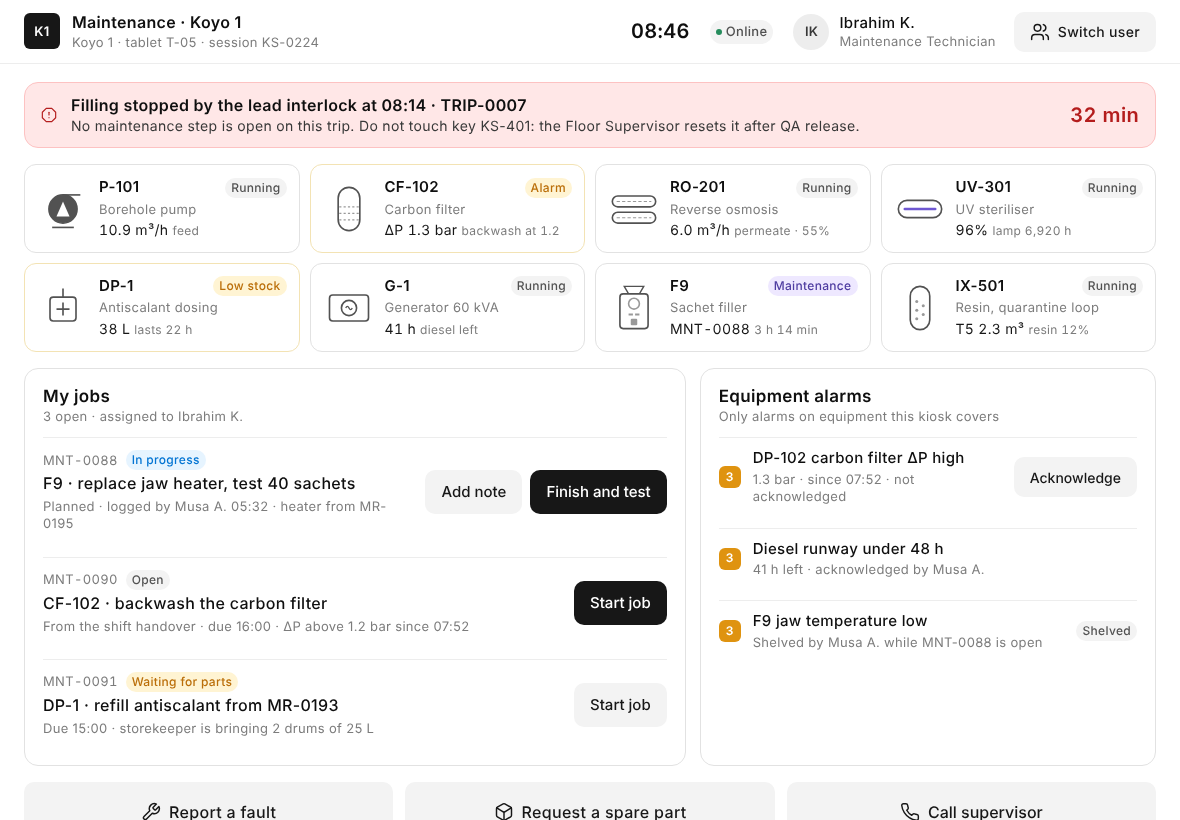 K1
Maintenance · Koyo 1
Koyo 1 · tablet T-05 · session KS-0224
08:46
Online
IK
Ibrahim K.
Maintenance Technician
Switch user
Filling stopped by the lead interlock at 08:14 · TRIP-0007
No maintenance step is open on this trip. Do not touch key KS-401: the Floor Supervisor resets it after QA release.
32 min
P-101
Running
Borehole pump
10.9 m³/h feed
CF-102
Alarm
Carbon filter
ΔP 1.3 bar backwash at 1.2
RO-201
Running
Reverse osmosis
6.0 m³/h permeate · 55%
UV-301
Running
UV steriliser
96% lamp 6,920 h
DP-1
Low stock
Antiscalant dosing
38 L lasts 22 h
G-1
Running
Generator 60 kVA
41 h diesel left
F9
Maintenance
Sachet filler
MNT-0088 3 h 14 min
IX-501
Running
Resin, quarantine loop
T5 2.3 m³ resin 12%
My jobs
3 open · assigned to Ibrahim K.
MNT-0088 In progress
F9 · replace jaw heater, test 40 sachets
Planned · logged by Musa A. 05:32 · heater from MR-
0195
Add note
Finish and test
MNT-0090 Open
CF-102 · backwash the carbon filter
From the shift handover · due 16:00 · ΔP above 1.2 bar since 07:52
Start job
MNT-0091 Waiting for parts
DP-1 · refill antiscalant from MR-0193
Due 15:00 · storekeeper is bringing 2 drums of 25 L
Start job
Equipment alarms
Only alarms on equipment this kiosk covers
3
DP-102 carbon filter ΔP high
1.3 bar · since 07:52 · not
acknowledged
Acknowledge
3
Diesel runway under 48 h
41 h left · acknowledged by Musa A.
3
F9 jaw temperature low
Shelved by Musa A. while MNT-0088 is open
Shelved
Report a fault
Request a spare part
Call supervisor